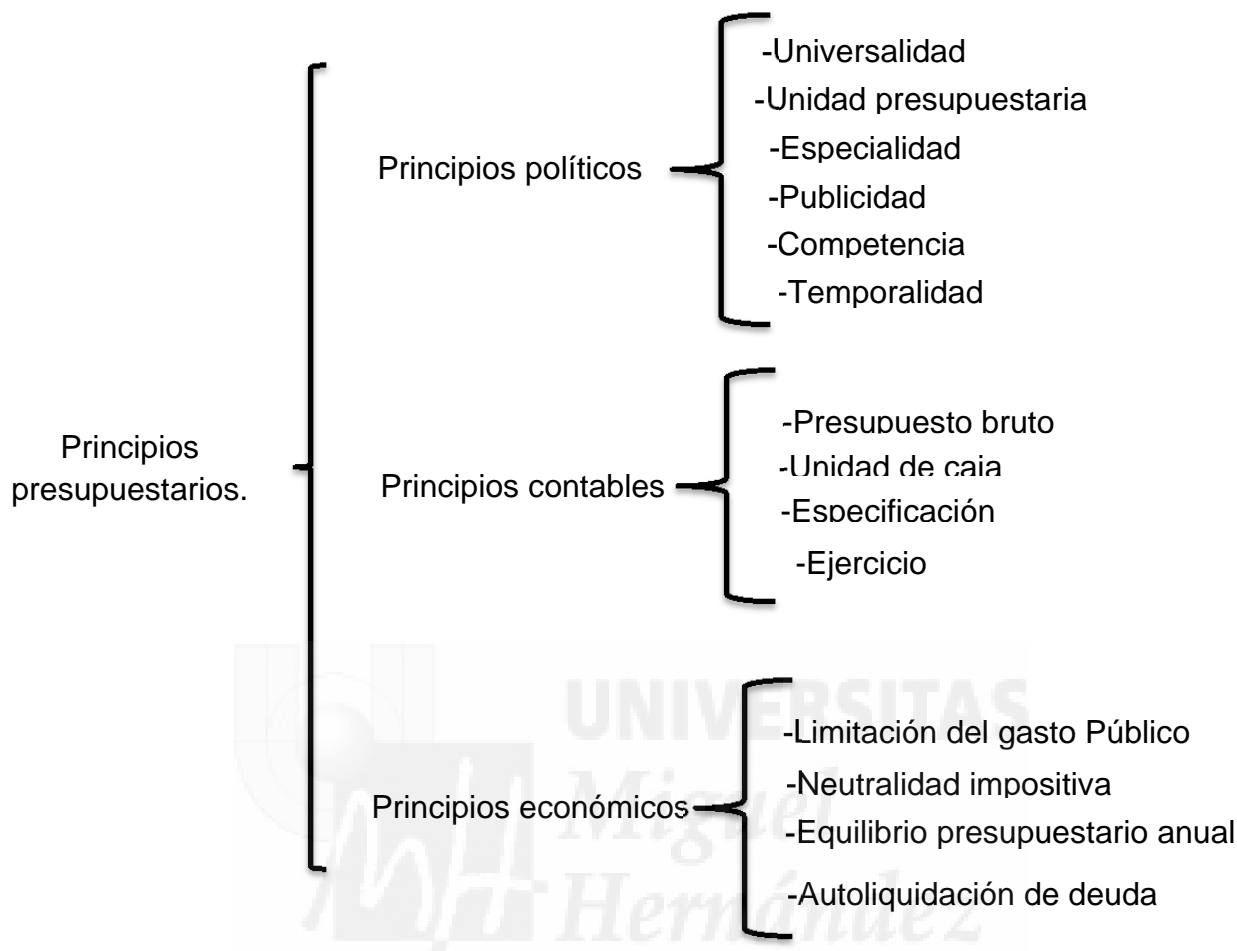 Principios
presupuestarios.
Principios políticos
-Universalidad
-Unidad presupuestaria
-Especialidad
-Publicidad
-Competencia
-Temporalidad
Principios contables
-Presupuesto bruto
-Unidad de caja
-Especificación
-Ejercicio
Principios económicos
-Limitación del gasto Público
-Neutralidad impositiva
-Equilibrio presupuestario anual
-Autoliquidación de deuda
UNIVERSITAS
Miguel
Hernández